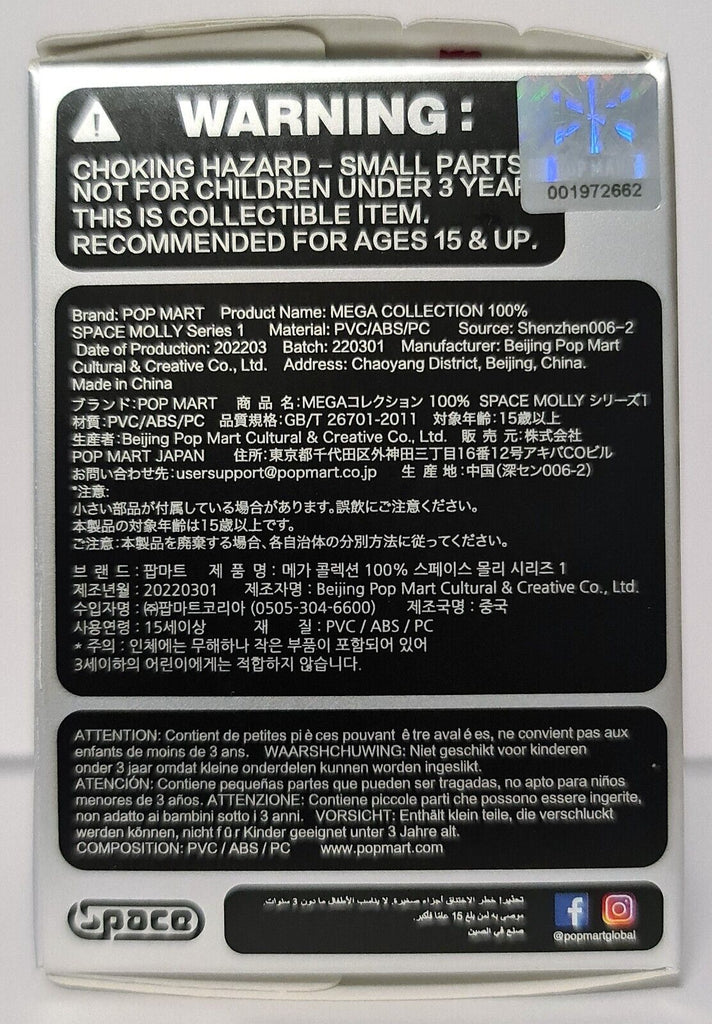 WARNING:
CHOKING HAZARD – SMALL PARTS
NOT FOR CHILDREN UNDER 3
THIS IS COLLECTIBLE ITEM.
RECOMMENDED FOR AGES 15 & UP.
001972662
Brand: POP MART Product Name: MEGA COLLECTION 100%
SPACE MOLLY Series 1 Material: PVC/ABS/PC Source: Shenzhen006-2
Date of Production: 202203 Batch: 220301 Manufacturer: Beijing Pop Mart
Cultural & Creative Co., Ltd. Address: Chaoyang District, Beijing, China.
Made in China
ブランド:POP MART 商 品 名:MEGAコレクション 100% SPACE MOLLY シリーズ1
材質:PVC/ABS/PC 品質規格:GB/T 26701-2011 対象年齢:15歳以上
生産者:Beijing Pop Mart Cultural & Creative Co., Ltd. 販 売 元:株式会社
POP MART JAPAN 住所:東京都千代田区外神田三丁目16番12号アキバCOビル
お問い合わせ先:usersupport@popmart.co.jp 生 産 地:中国(深セン006-2)
*注意:
小さい部品が付属している場合があります。誤飲にご注意ください。
本製品の対象年齢は15歳以上です。
ご注意:本製品を廃棄する場合、各自治体の分別方法に従ってください。
브 랜 드 : 팝마트 제 품 명 : 메가 콜렉션 100% 스페이스 몰리 시리즈 1
제조년월 : 20220301 제조자명 : Beijing Pop Mart Cultural & Creative Co., Ltd.
수입자명 : ㈜팝마트코리아 (0505-304-6600) 제조국명 : 중국
사용연령 : 15세이상 재 질 : PVC / ABS / PC
* 주의 : 인체에는 무해하나 작은 부품이 포함되어 있어
3세이하의 어린이에게는 적합하지 않습니다.
ATTENTION: Contient de petites pi è ces pouvant ê tre aval é es, ne convient pas aux
enfants de moins de 3 ans. WAARSHCHUWING: Niet geschikt voor kinderen
onder 3 jaar omdat kleine onderdelen kunnen worden ingeslikt.
ATENCIÓN: Contiene pequeñas partes que pueden ser tragadas, no apto para niños
menores de 3 años. ATTENZIONE: Contiene piccole parti che possono essere ingerite,
non adatto ai bambini sotto i 3 anni. VORSICHT: Enthält klein teile, die verschluckt
werden können, nicht f ü r Kinder geeignet unter 3 Jahre alt.
COMPOSITION: PVC / ABS / PC www.popmart.com
Space
تحذير! خطر الاختناق أجزاء صغيرة. لا يناسب الأطفال ما دون 3 سنوات.
موصى به لمن بلغ 15 عامًا فأكبر.
صنع في الصين
@popmartglobal